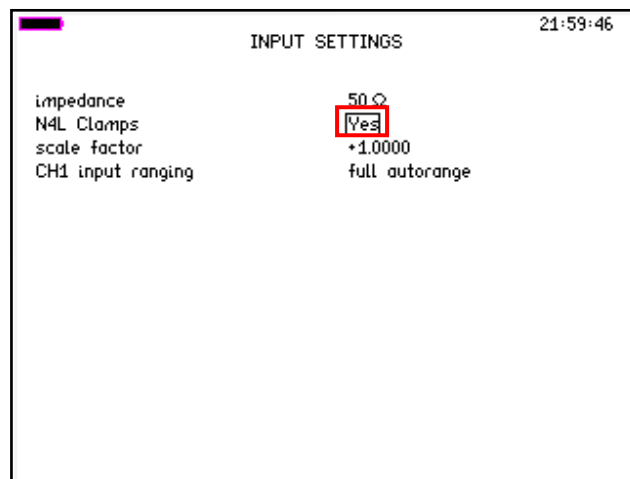 21:59:46
INPUT SETTINGS
impedance 50 Ω
N4L Clamps Yes
scale factor +1.0000
CH1 input ranging full autorange